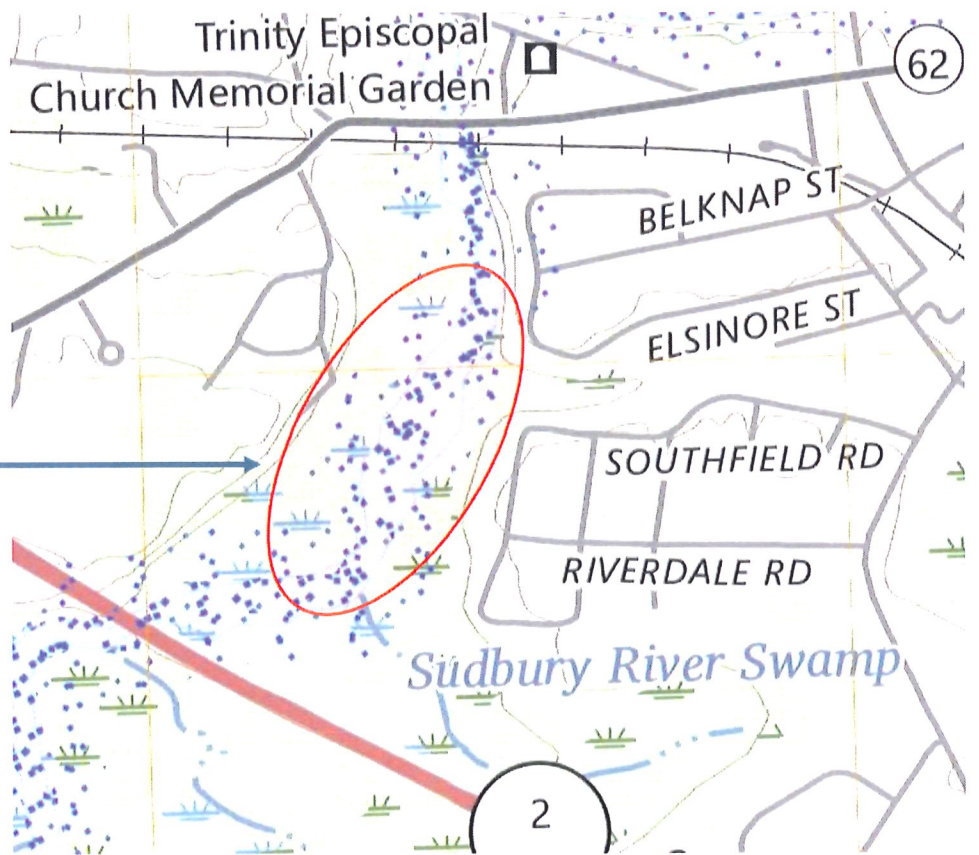 Trinity Episcopal
Church Memorial Garden
62
BELKNAP ST
ELSINORE ST
SOUTHFIELD RD
RIVERDALE RD
Sudbury River Swamp
2